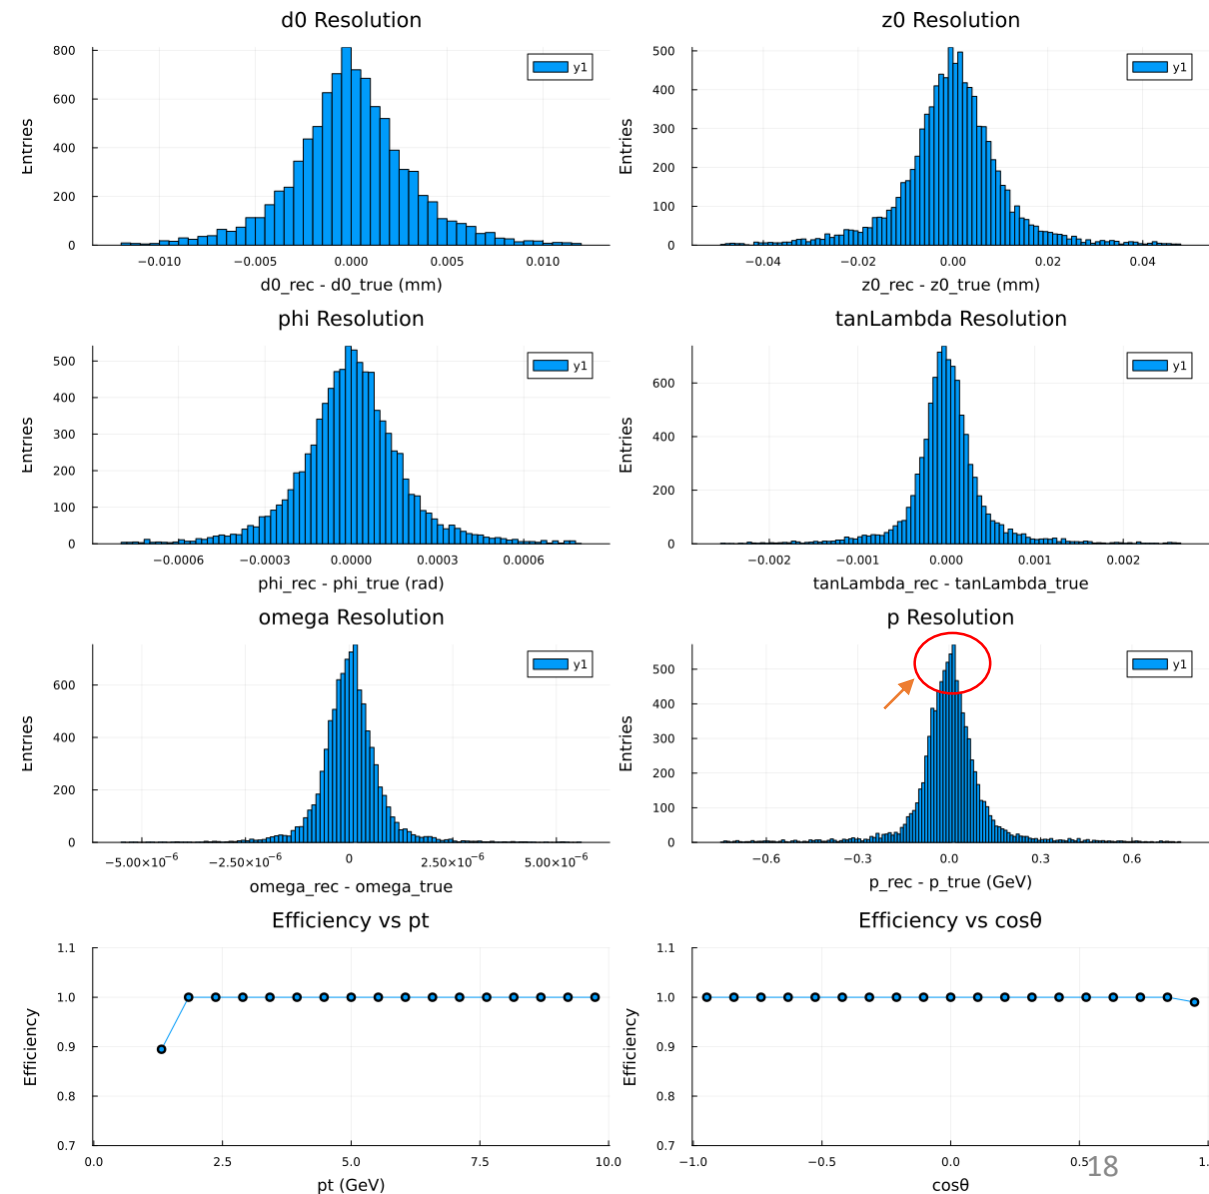 d0 Resolution
800
600
400
200
0
Entries
y1
−0.010
−0.005
0.000
0.005
0.010
d0_rec - d0_true (mm)
z0 Resolution
500
400
300
200
100
0
Entries
y1
−0.04
−0.02
0.00
0.02
0.04
z0_rec - z0_true (mm)
phi Resolution
500
400
300
200
100
0
Entries
y1
−0.0006
−0.0003
0.0000
0.0003
0.0006
phi_rec - phi_true (rad)
tanLambda Resolution
600
400
200
0
Entries
y1
−0.002
−0.001
0.000
0.001
0.002
tanLambda_rec - tanLambda_true
omega Resolution
600
400
200
0
Entries
y1
−5.00×10⁻⁶
−2.50×10⁻⁶
0
2.50×10⁻⁶
5.00×10⁻⁶
omega_rec - omega_true
p Resolution
500
400
300
200
100
0
Entries
y1
−0.6
−0.3
0.0
0.3
0.6
p_rec - p_true (GeV)
Efficiency vs pt
1.1
1.0
0.9
0.8
0.7
Efficiency
0.0
2.5
5.0
7.5
10.0
pt (GeV)
Efficiency vs cosθ
1.1
1.0
0.9
0.8
0.7
Efficiency
−1.0
−0.5
0.0
0.5
1.
cosθ
18